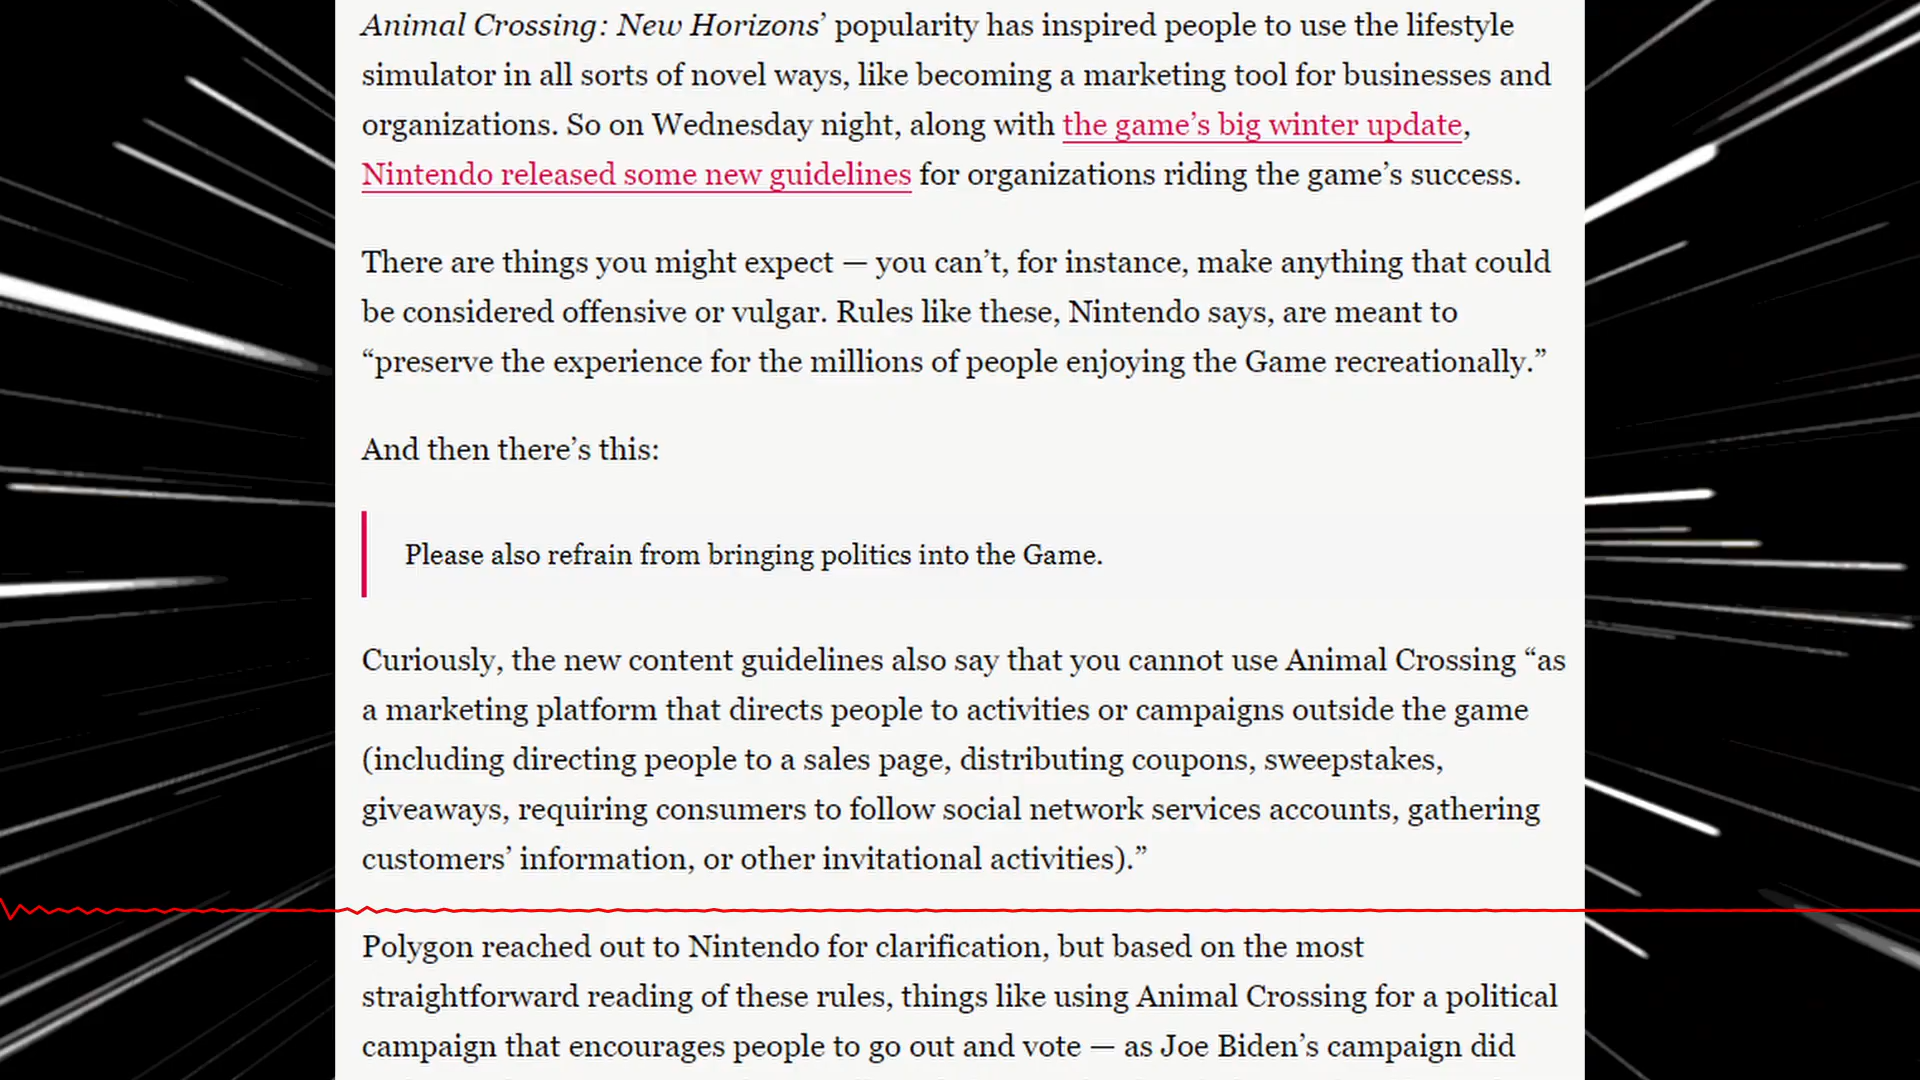 Animal Crossing: New Horizons’ popularity has inspired people to use the lifestyle
simulator in all sorts of novel ways, like becoming a marketing tool for businesses and
organizations. So on Wednesday night, along with the game’s big winter update,
Nintendo released some new guidelines for organizations riding the game’s success.
There are things you might expect — you can’t, for instance, make anything that could
be considered offensive or vulgar. Rules like these, Nintendo says, are meant to
“preserve the experience for the millions of people enjoying the Game recreationally.”
And then there’s this:
Please also refrain from bringing politics into the Game.
Curiously, the new content guidelines also say that you cannot use Animal Crossing “as
a marketing platform that directs people to activities or campaigns outside the game
(including directing people to a sales page, distributing coupons, sweepstakes,
giveaways, requiring consumers to follow social network services accounts, gathering
customers’ information, or other invitational activities).”
Polygon reached out to Nintendo for clarification, but based on the most
straightforward reading of these rules, things like using Animal Crossing for a political
campaign that encourages people to go out and vote — as Joe Biden’s campaign did